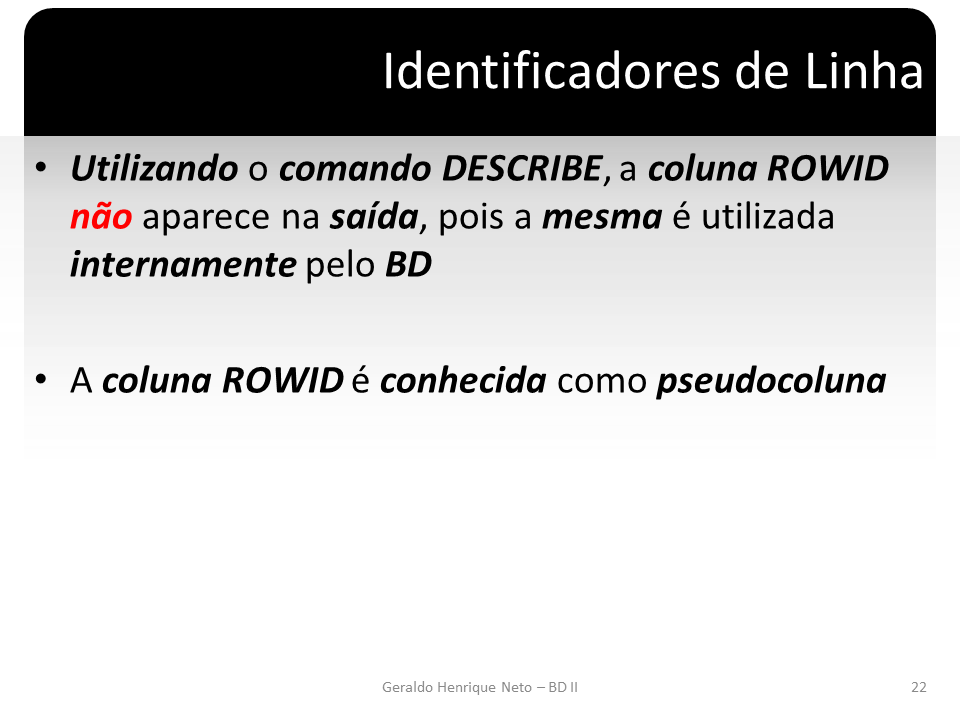 Identificadores de Linha
• Utilizando o comando DESCRIBE, a coluna ROWID
não aparece na saída, pois a mesma é utilizada
internamente pelo BD
• A coluna ROWID é conhecida como pseudocoluna
Geraldo Henrique Neto – BD II
22